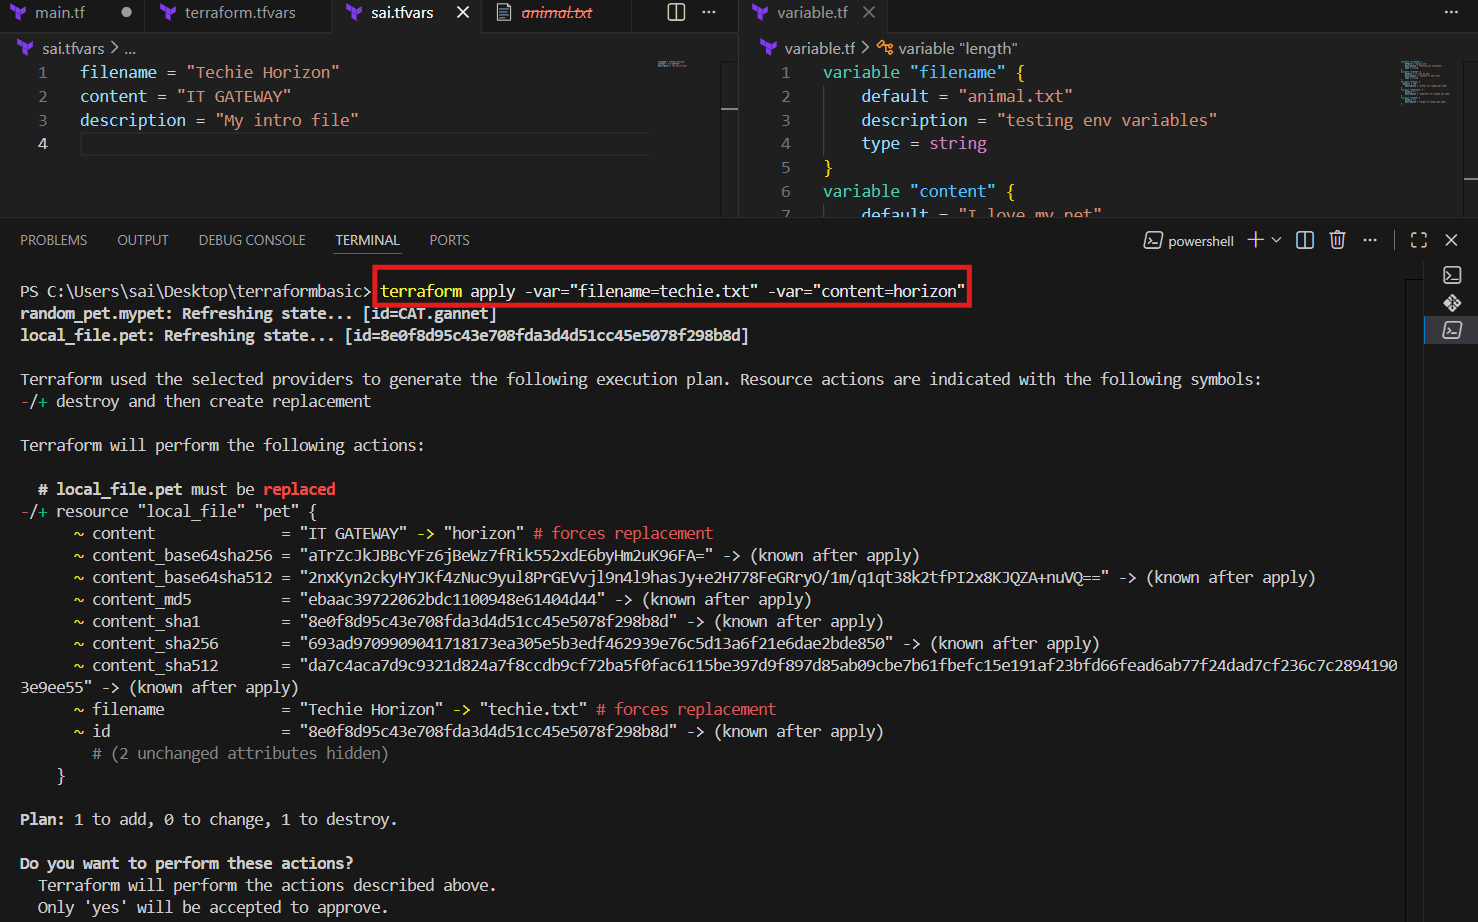 main.tf
terraform.tfvars
sai.tfvars
animal.txt
...
variable.tf
...
sai.tfvars > ...
1 filename = "Techie Horizon"
2 content = "IT GATEWAY"
3 description = "My intro file"
4
variable.tf > variable "length"
1 variable "filename" {
2 default = "animal.txt"
3 description = "testing env variables"
4 type = string
5 }
6 variable "content" {
7 default = "I love my pet"
PROBLEMS OUTPUT DEBUG CONSOLE TERMINAL PORTS
powershell
PS C:\Users\sai\Desktop\terraformbasic> terraform apply -var="filename=techie.txt" -var="content=horizon"
random_pet.mypet: Refreshing state... [id=CAT.gannet]
local_file.pet: Refreshing state... [id=8e0f8d95c43e708fda3d4d51cc45e5078f298b8d]
Terraform used the selected providers to generate the following execution plan. Resource actions are indicated with the following symbols:
-/+ destroy and then create replacement
Terraform will perform the following actions:
# local_file.pet must be replaced
-/+ resource "local_file" "pet" {
~ content = "IT GATEWAY" -> "horizon" # forces replacement
~ content_base64sha256 = "aTrZcJkJBBcYFz6jBeWz7fRik552xdE6byHm2uK96FA=" -> (known after apply)
~ content_base64sha512 = "2nxKyn2ckyHYJKf4zNuc9yul8PrGEVvjl9n4l9hasJy+e2H778FeGRryO/1m/q1qt38k2tfPI2x8KJQZA+nuVQ==" -> (known after apply)
~ content_md5 = "ebaac39722062bdc1100948e61404d44" -> (known after apply)
~ content_sha1 = "8e0f8d95c43e708fda3d4d51cc45e5078f298b8d" -> (known after apply)
~ content_sha256 = "693ad9709909041718173ea305e5b3edf462939e76c5d13a6f21e6dae2bde850" -> (known after apply)
~ content_sha512 = "da7c4aca7d9c9321d824a7f8ccdb9cf72ba5f0fac6115be397d9f897d85ab09cbe7b61fbefc15e191af23bfd66fead6ab77f24dad7cf236c7c2894190
3e9ee55" -> (known after apply)
~ filename = "Techie Horizon" -> "techie.txt" # forces replacement
~ id = "8e0f8d95c43e708fda3d4d51cc45e5078f298b8d" -> (known after apply)
# (2 unchanged attributes hidden)
}
Plan: 1 to add, 0 to change, 1 to destroy.
Do you want to perform these actions?
Terraform will perform the actions described above.
Only 'yes' will be accepted to approve.